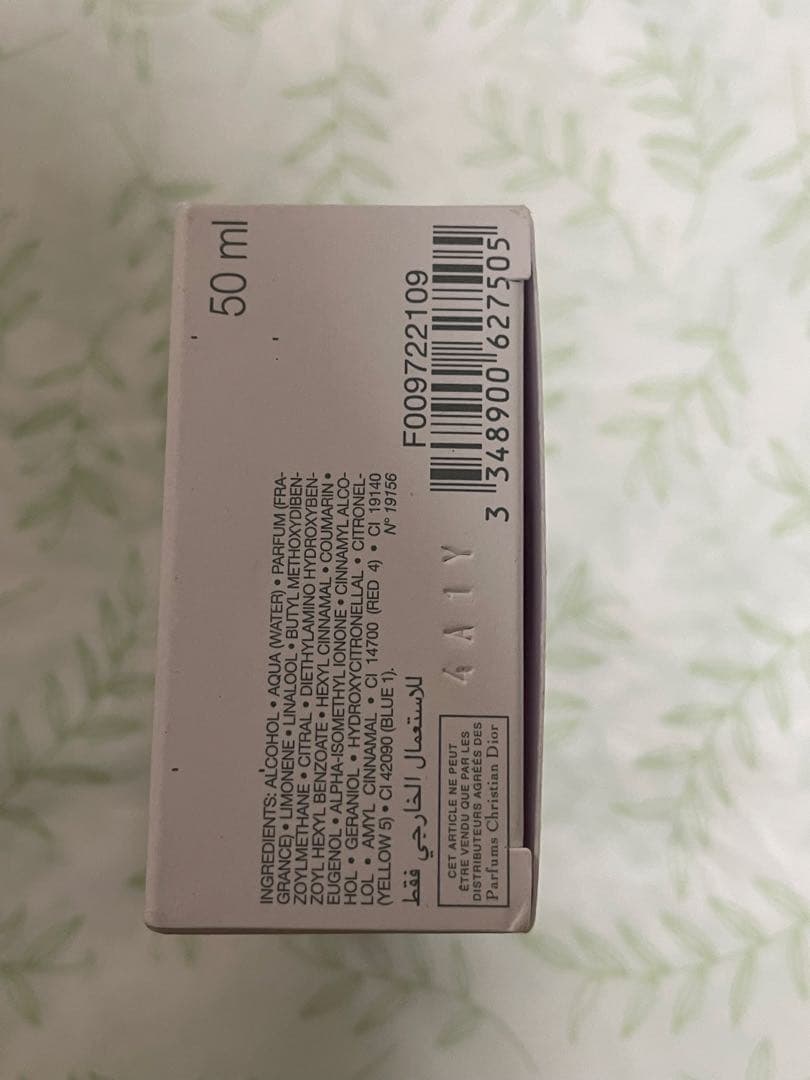 50 ml
INGREDIENTS: ALCOHOL • AQUA (WATER) • PARFUM (FRA-
GRANCE) • LIMONENE • LINALOOL • BUTYL METHOXYDIBEN-
ZOYLMETHANE • CITRAL • DIETHYLAMINO HYDROXYBEN-
ZOYL HEXYL BENZOATE • HEXYL CINNAMAL • COUMARIN •
EUGENOL • ALPHA-ISOMETHYL IONONE • CINNAMYL ALCO-
HOL • GERANIOL • HYDROXYCITRONELLAL • CITRONEL-
LOL • AMYL CINNAMAL • CI 14700 (RED 4) • CI 19140
(YELLOW 5) • CI 42090 (BLUE 1).
N° 19156
للاستعمال الخارجي فقط
F009722109
3 348900 627505
4A1Y
CET ARTICLE NE PEUT
ÊTRE VENDU QUE PAR LES
DISTRIBUTEURS AGRÉÉS DES
Parfums Christian Dior